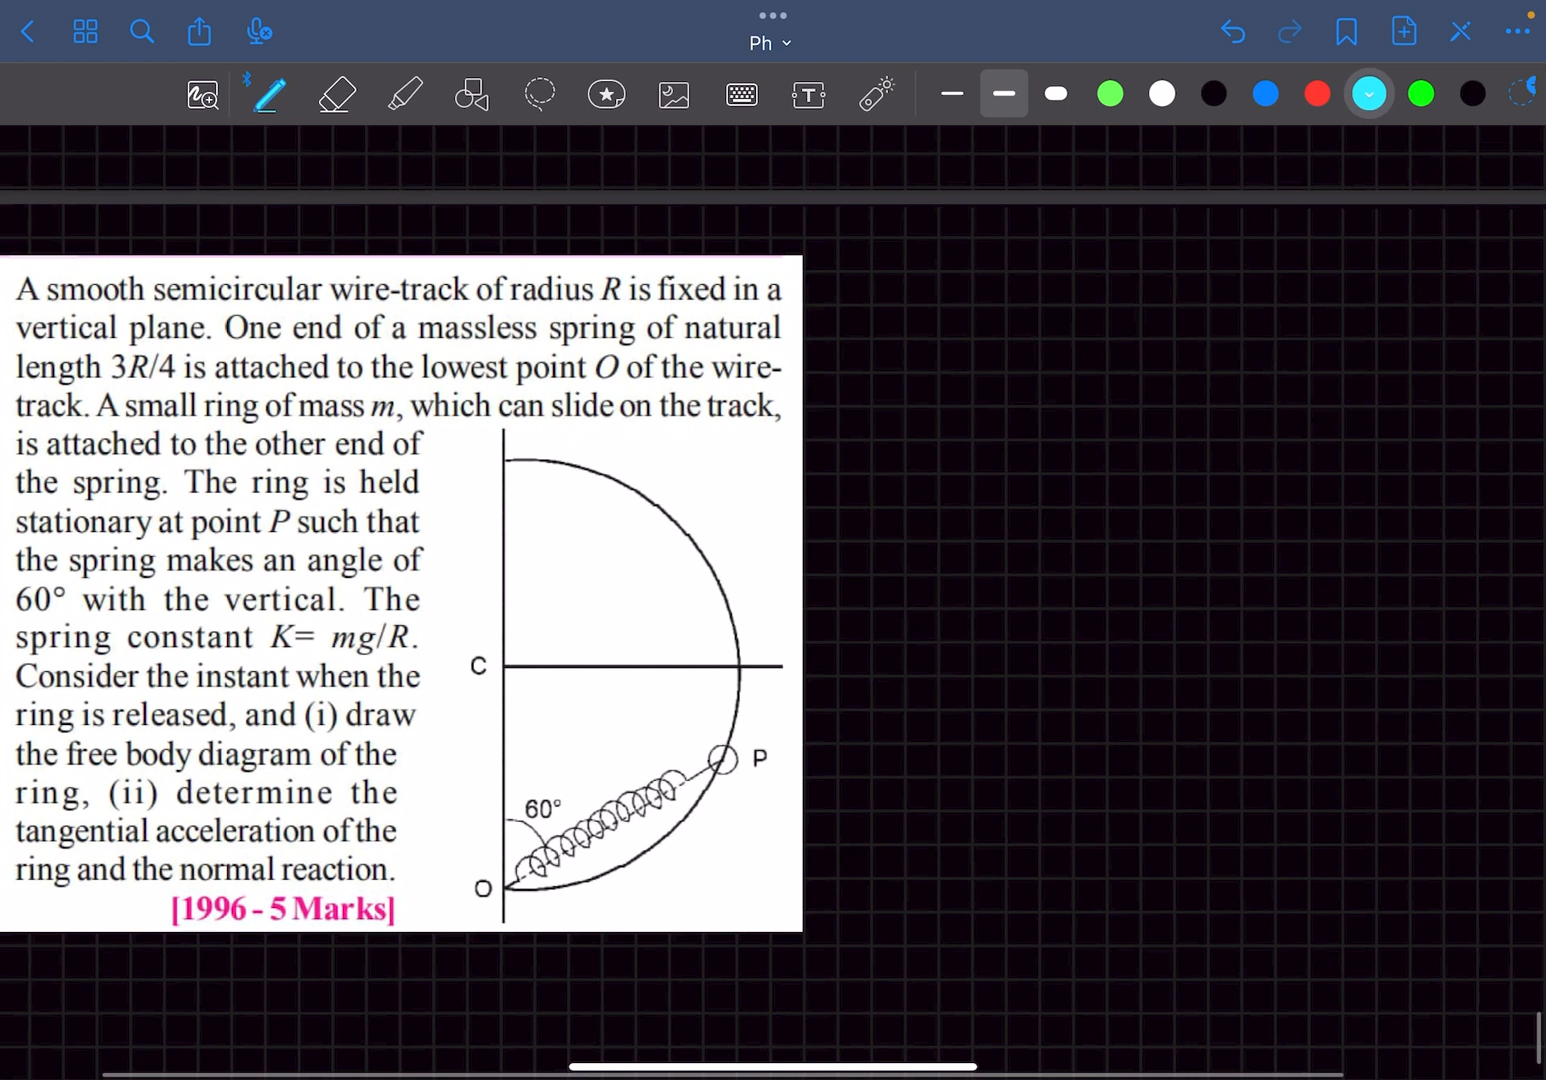 Ph
T
A smooth semicircular wire-track of radius R is fixed in a
vertical plane. One end of a massless spring of natural
length 3R/4 is attached to the lowest point O of the wire-
track. A small ring of mass m, which can slide on the track,
is attached to the other end of
the spring. The ring is held
stationary at point P such that
the spring makes an angle of
60° with the vertical. The
spring constant K= mg/R.
Consider the instant when the
ring is released, and (i) draw
the free body diagram of the
ring, (ii) determine the
tangential acceleration of the
ring and the normal reaction.
[1996 - 5 Marks]
C
P
60°
O